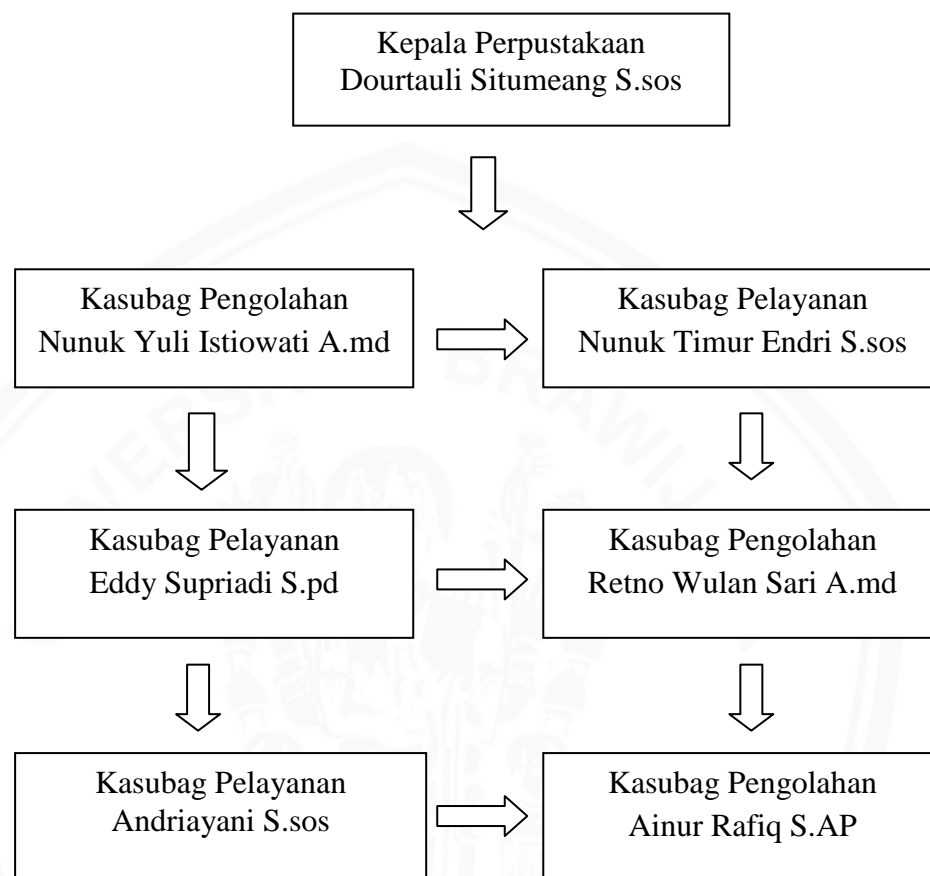 Kepala Perpustakaan
Dourtauli Situmeang S.sos
Kasubag Pengolahan
Nunuk Yuli Istiowati A.md
Kasubag Pelayanan
Nunuk Timur Endri S.sos
Kasubag Pelayanan
Eddy Supriadi S.pd
Kasubag Pengolahan
Retno Wulan Sari A.md
Kasubag Pelayanan
Andriayani S.sos
Kasubag Pengolahan
Ainur Rafiq S.AP